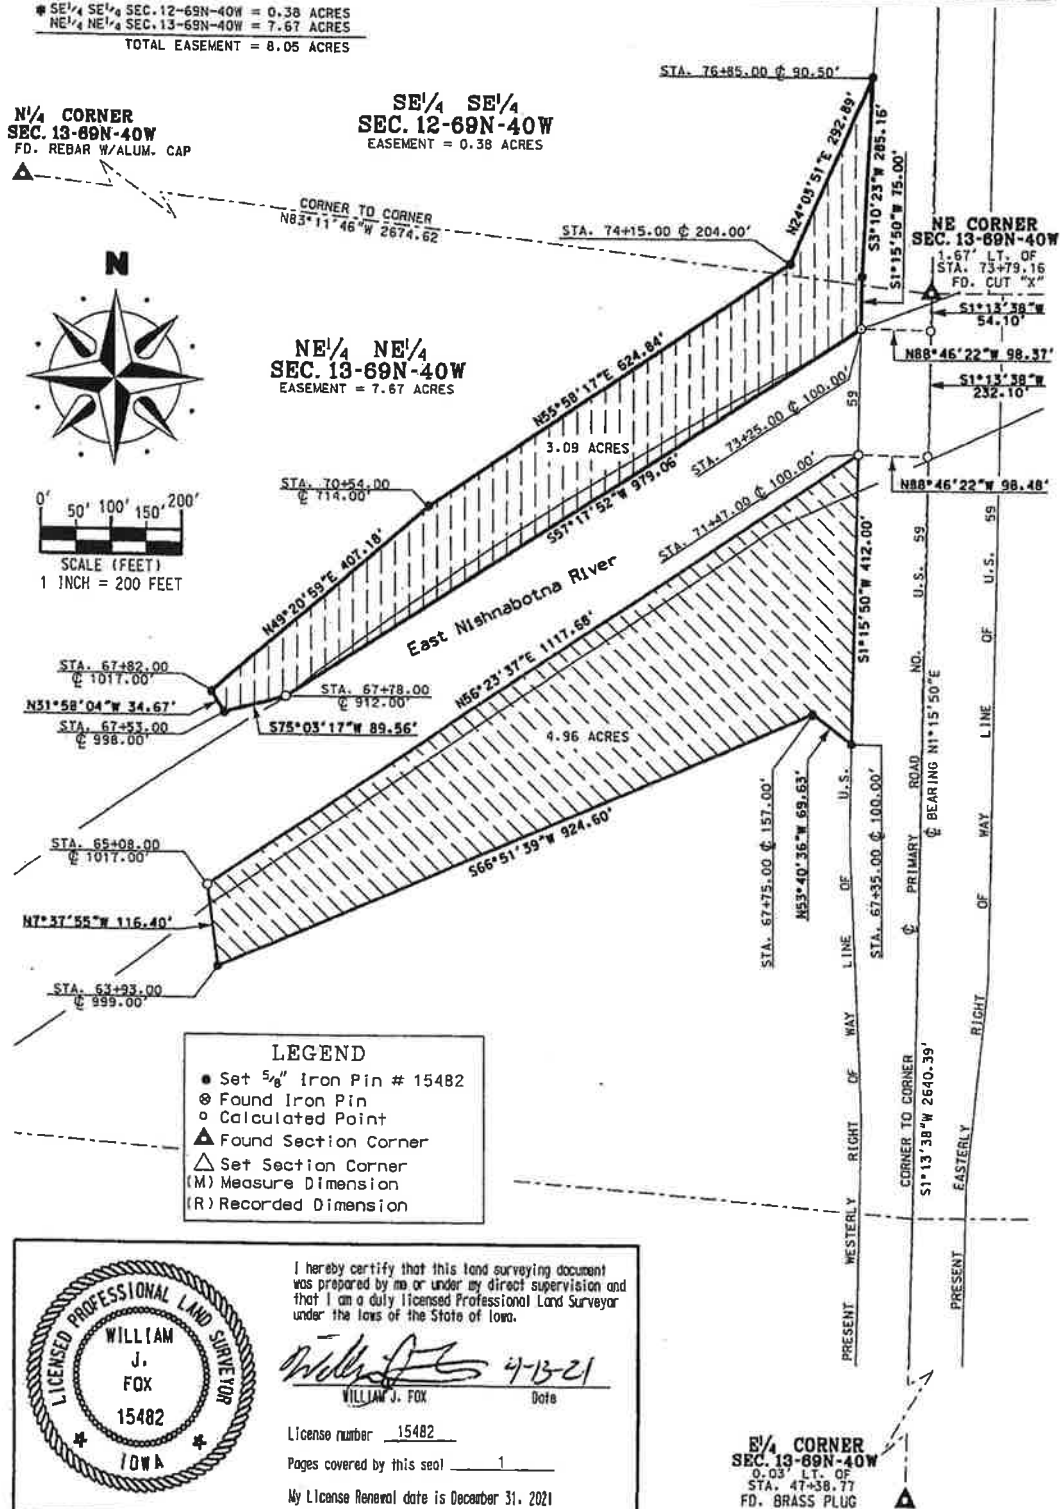 * SE1/4 SE1/4 SEC.12-69N-40W = 0.38 ACRES
NE1/4 NE1/4 SEC.13-69N-40W = 7.67 ACRES
TOTAL EASEMENT = 8.05 ACRES
STA. 76+85.00 ℄ 90.50'
N1/4 CORNER
SEC. 13-69N-40W
FD. REBAR W/ALUM. CAP
SE1/4 SE1/4
SEC. 12-69N-40W
EASEMENT = 0.38 ACRES
N24°03'51"E 292.89'
S3°10'23"W 285.16'
S1°15'50"W 75.00'
CORNER TO CORNER
N83°11'46"W 2674.62
STA. 74+15.00 ℄ 204.00'
NE CORNER
SEC. 13-69N-40W
1.67' LT. OF
STA. 73+79.16
FD. CUT "X"
S1°13'38"W
54.10'
N88°46'22"W 98.37'
S1°13'38"W
232.10'
N88°46'22"W 98.48'
N
NE1/4 NE1/4
SEC. 13-69N-40W
EASEMENT = 7.67 ACRES
N55°58'17"E 624.84'
3.09 ACRES
STA. 73+25.00 ℄ 100.00'
59
S57°17'52"W 979.06'
STA. 70+54.00
℄ 714.00'
STA. 71+47.00 ℄ 100.00'
0' 50' 100' 150' 200'
SCALE (FEET)
1 INCH = 200 FEET
N49°20'59"E 407.18'
East Nishnabotna River
S1°15'50"W 412.00'
STA. 67+82.00
℄ 1017.00'
N31°58'04"W 34.67'
STA. 67+53.00
℄ 998.00'
STA. 67+78.00
℄ 912.00'
S75°03'17"W 89.56'
N56°23'37"E 1117.68'
4.96 ACRES
STA. 65+08.00
℄ 1017.00'
S66°51'39"W 924.60'
N7°37'55"W 116.40'
STA. 63+93.00
℄ 999.00'
STA. 67+75.00 ℄ 157.00'
N53°40'36"W 69.63'
STA. 67+35.00 ℄ 100.00'
PRESENT WESTERLY RIGHT OF WAY LINE OF U.S.
℄ PRIMARY ROAD NO. U.S. 59
℄ BEARING N1°15'50"E
CORNER TO CORNER
S1°13'38"W 2640.39'
PRESENT EASTERLY RIGHT OF WAY LINE OF U.S. 59
LEGEND
● Set 5/8" Iron Pin # 15482
⊗ Found Iron Pin
○ Calculated Point
Found Section Corner
△ Set Section Corner
(M) Measure Dimension
(R) Recorded Dimension
LICENSED PROFESSIONAL LAND SURVEYOR
WILLIAM
J.
FOX
15482
IOWA
I hereby certify that this land surveying document
was prepared by me or under my direct supervision and
that I am a duly licensed Professional Land Surveyor
under the laws of the State of Iowa.
4-13-21
WILLIAM J. FOX Date
License number 15482
Pages covered by this seal 1
My License Renewal date is December 31, 2021
E1/4 CORNER
SEC. 13-69N-40W
0.03' LT. OF
STA. 47+38.77
FD. BRASS PLUG